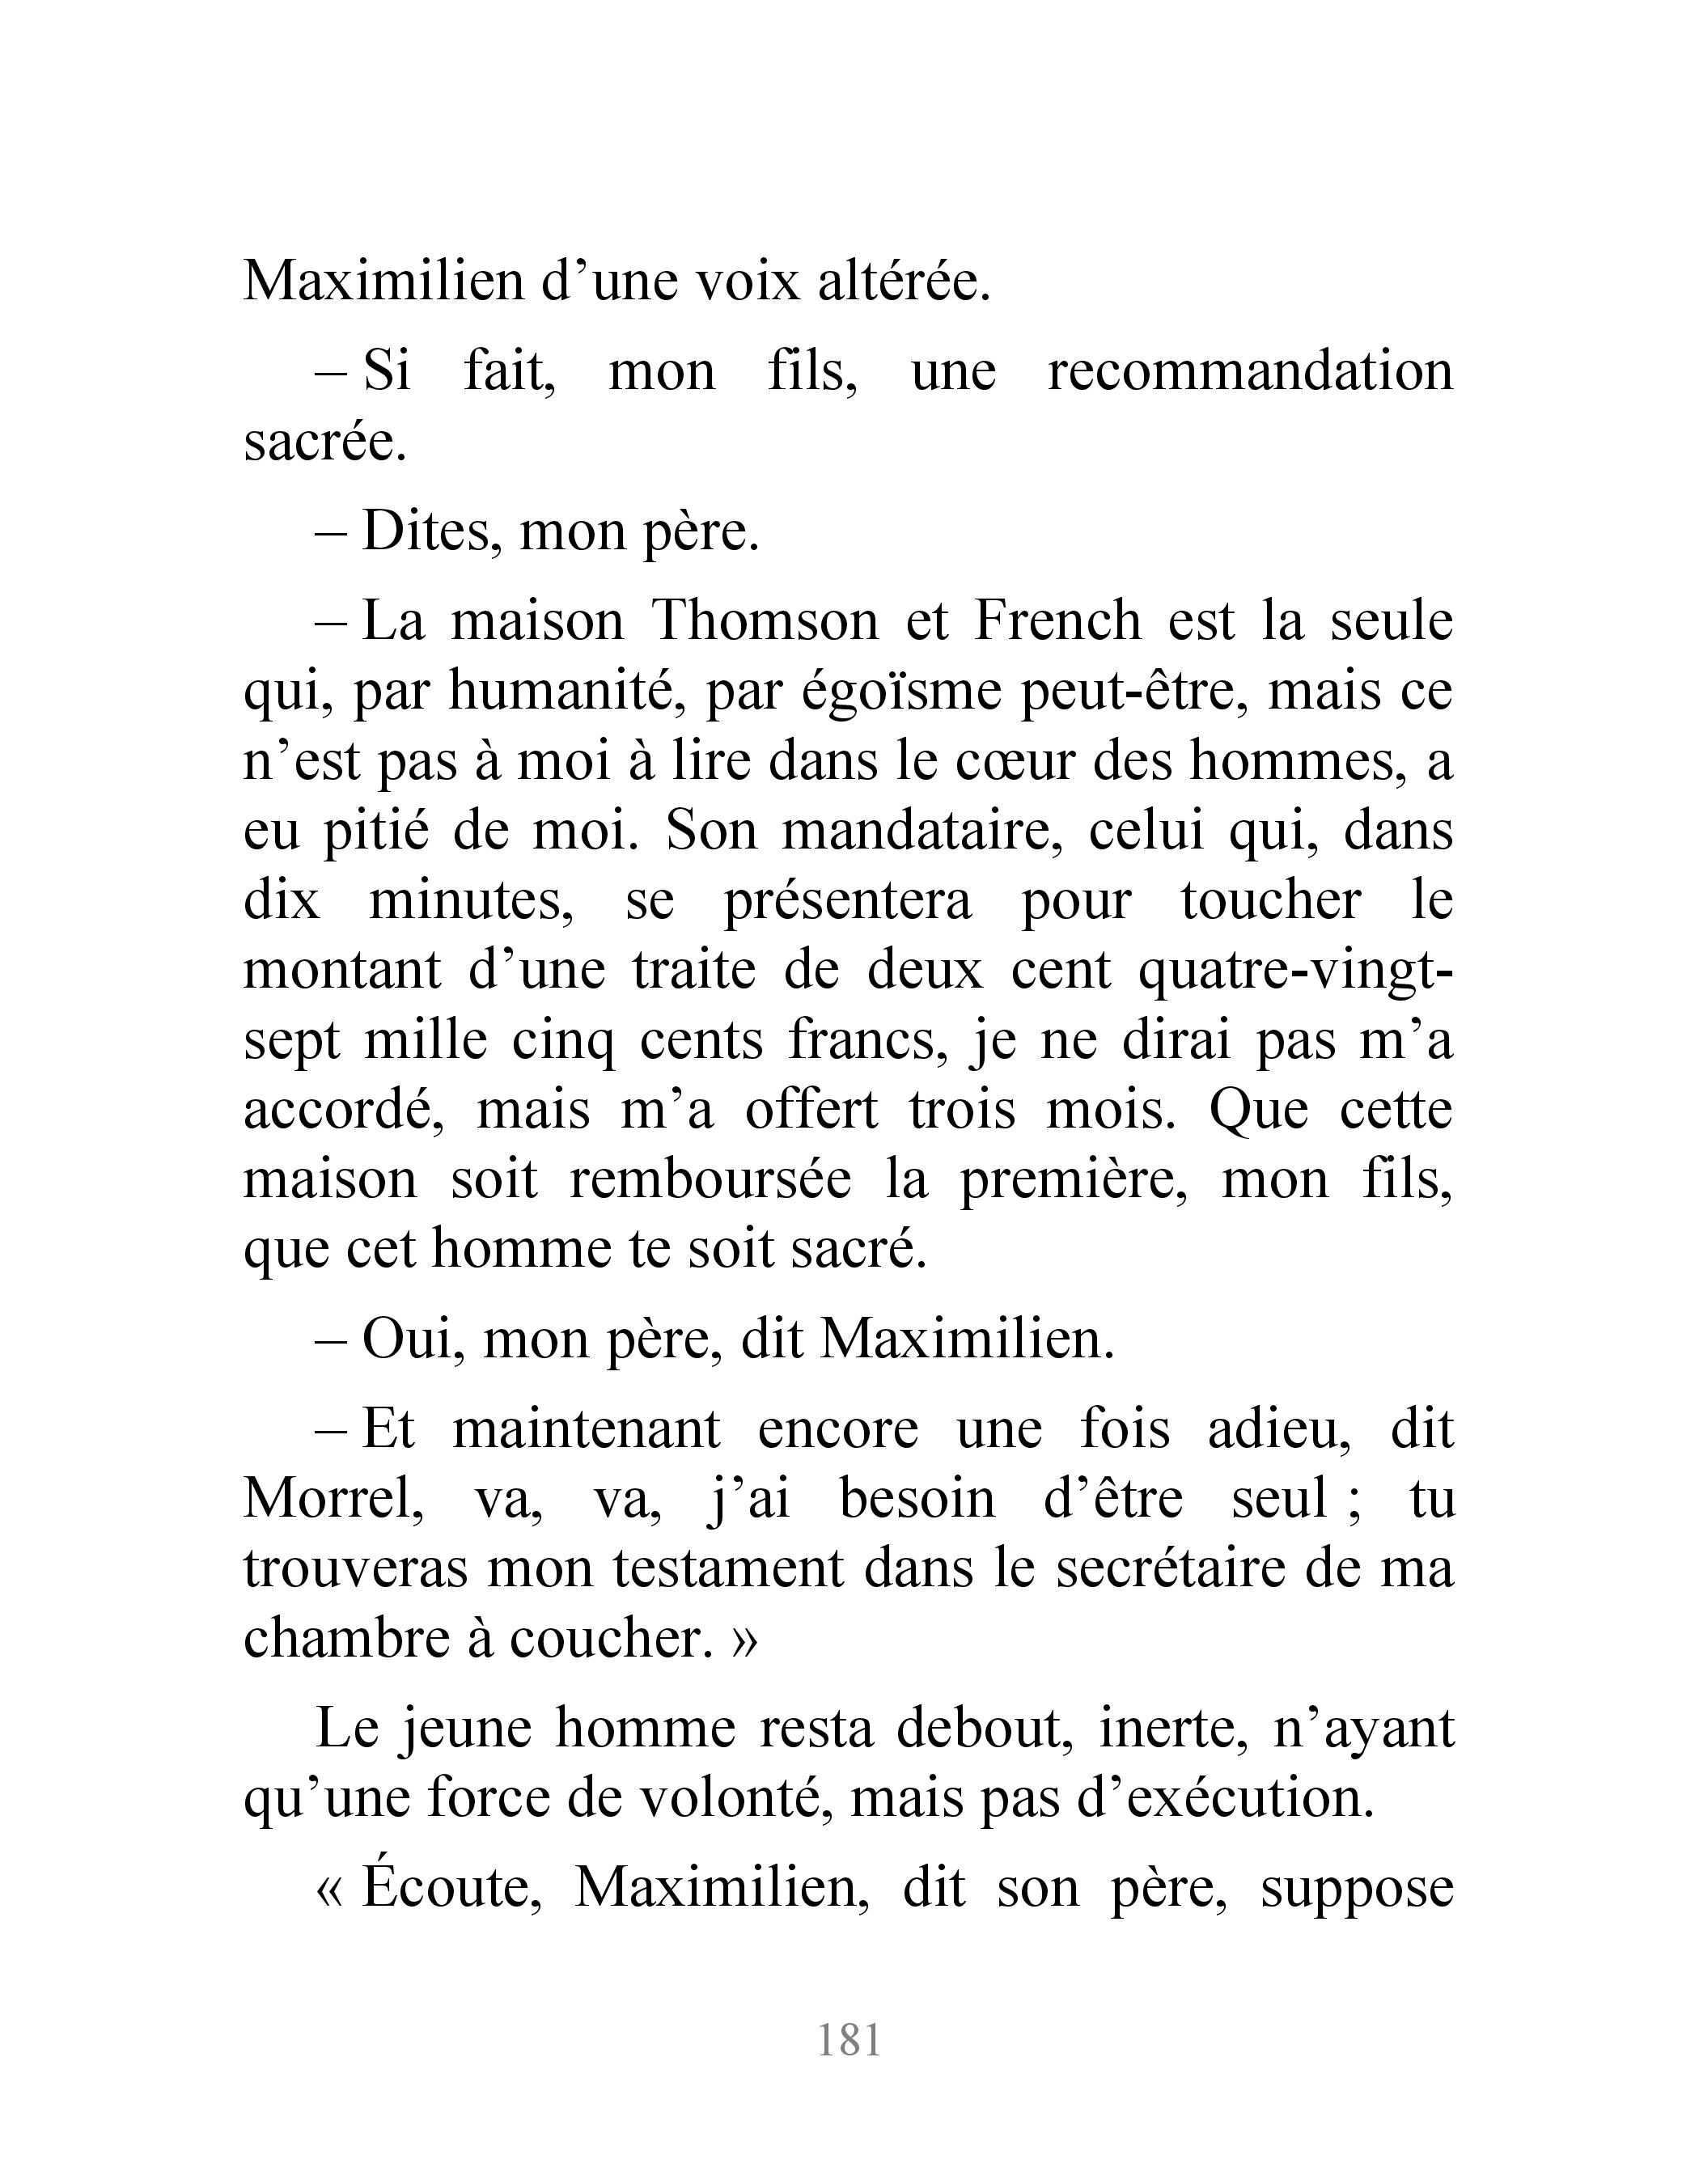 Maximilien d’une voix altérée.
– Si fait, mon fils, une recommandation
sacrée.
– Dites, mon père.
– La maison Thomson et French est la seule
qui, par humanité, par égoïsme peut-être, mais ce
n’est pas à moi à lire dans le cœur des hommes, a
eu pitié de moi. Son mandataire, celui qui, dans
dix minutes, se présentera pour toucher le
montant d’une traite de deux cent quatre-vingt-
sept mille cinq cents francs, je ne dirai pas m’a
accordé, mais m’a offert trois mois. Que cette
maison soit remboursée la première, mon fils,
que cet homme te soit sacré.
– Oui, mon père, dit Maximilien.
– Et maintenant encore une fois adieu, dit
Morrel, va, va, j’ai besoin d’être seul ; tu
trouveras mon testament dans le secrétaire de ma
chambre à coucher. »
Le jeune homme resta debout, inerte, n’ayant
qu’une force de volonté, mais pas d’exécution.
« Écoute, Maximilien, dit son père, suppose
181